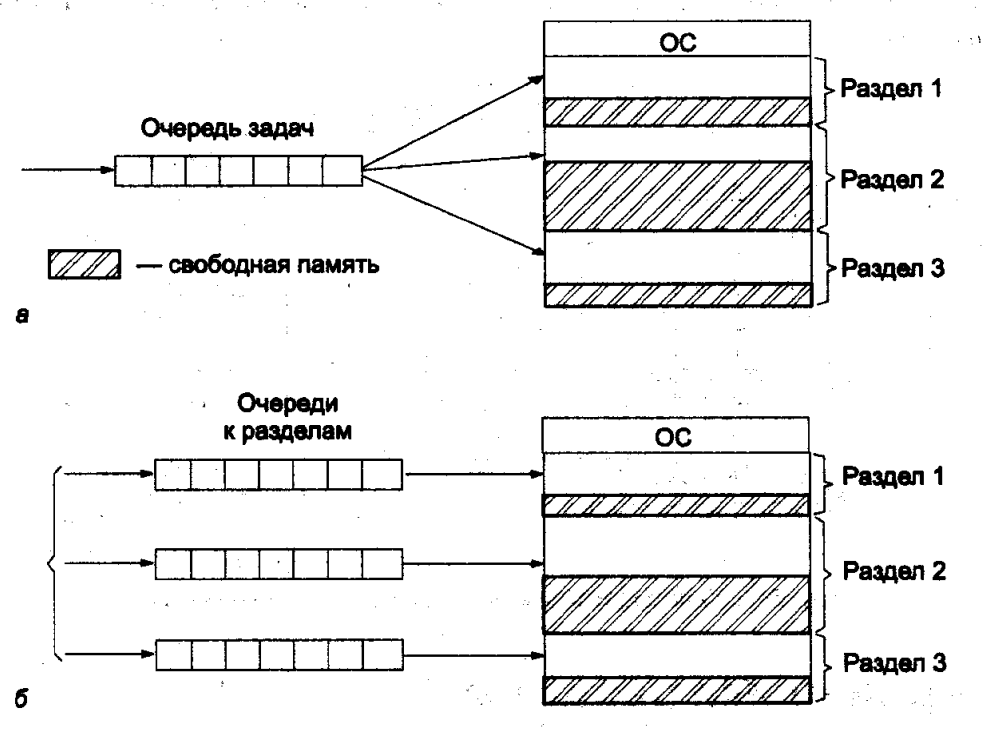 ОС
Раздел 1
Очередь задач
Раздел 2
— свободная память
Раздел 3
а
Очереди
к разделам
ОС
Раздел 1
Раздел 2
Раздел 3
б